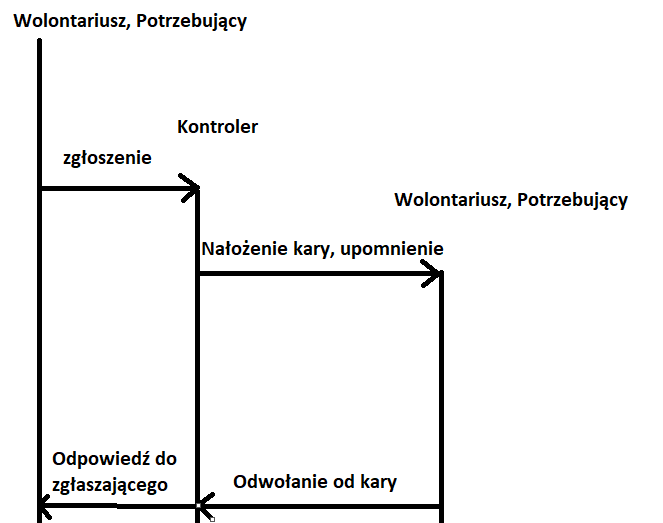 Wolontariusz, Potrzebujący
Kontroler
zgłoszenie
Wolontariusz, Potrzebujący
Nałożenie kary, upomnienie
Odpowiedź do
zgłaszającego
Odwołanie od kary